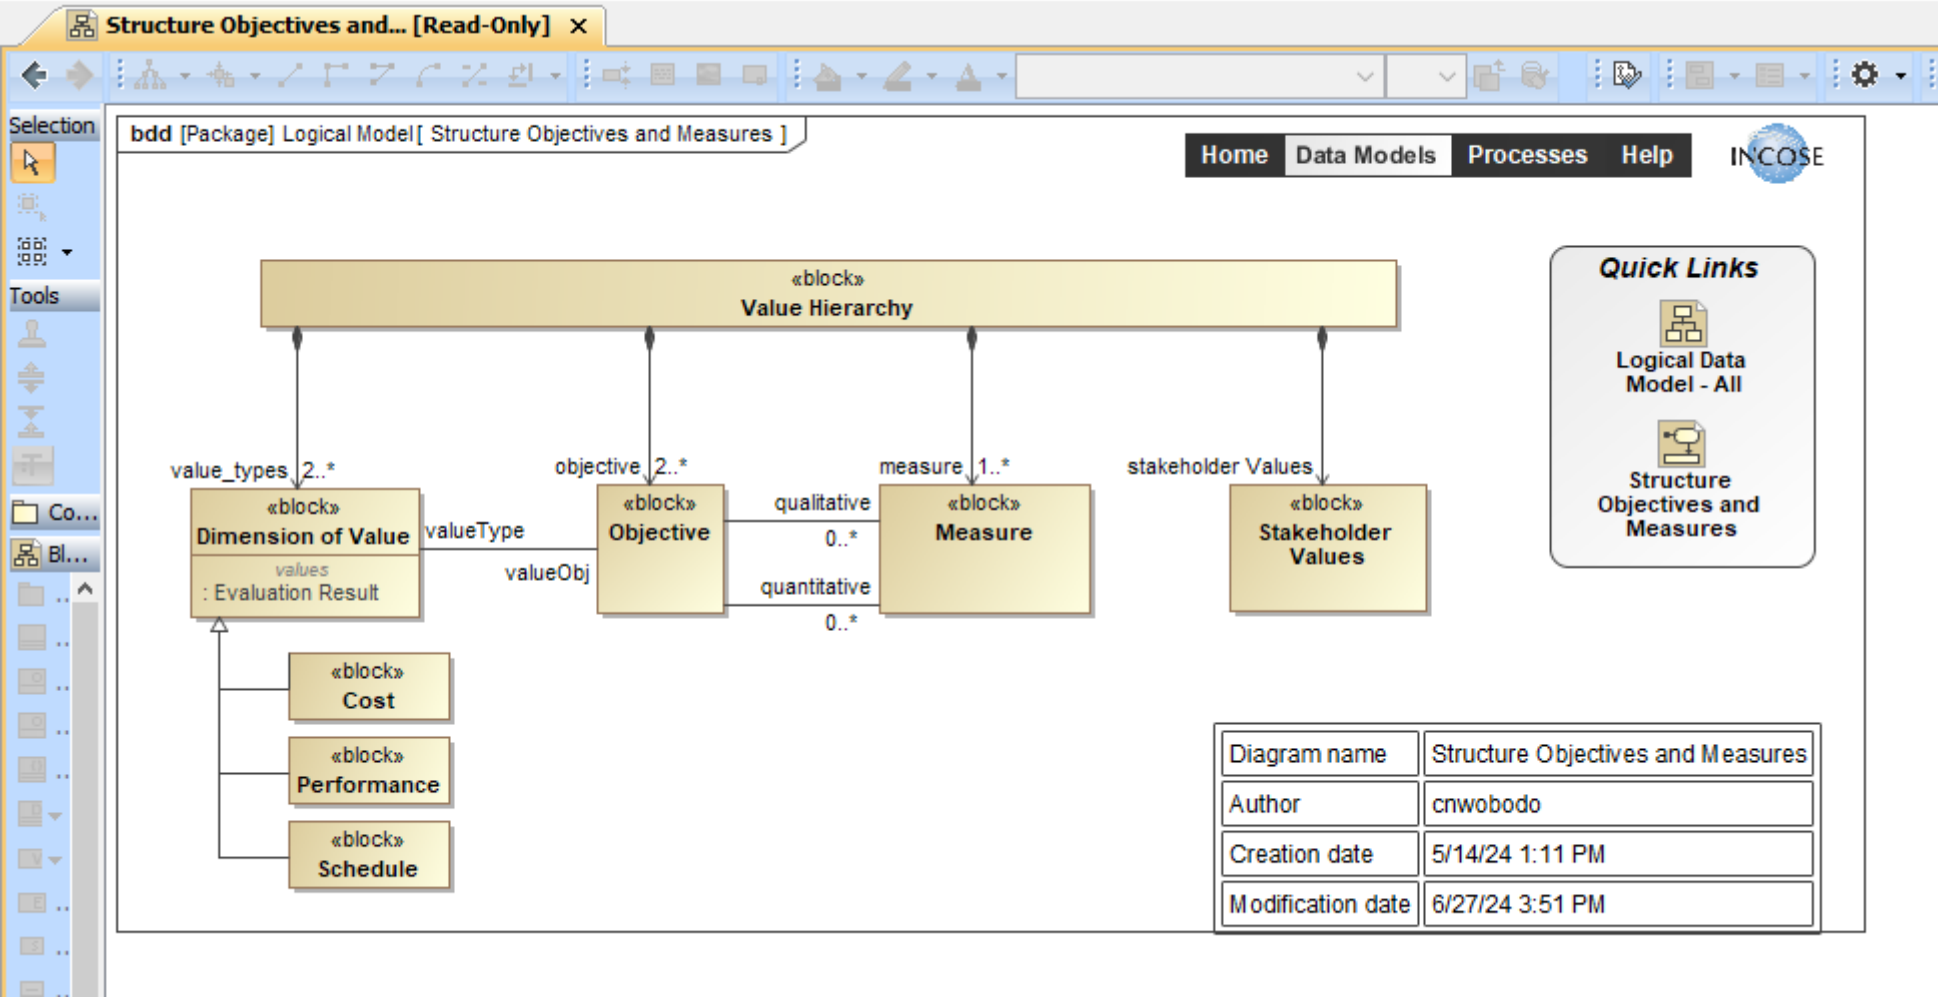 Structure Objectives and... [Read-Only]
Selection
bdd [Package] Logical Model[ Structure Objectives and Measures ]
Home Data Models Processes Help
INCOSE
Tools
Co...
Bl...
«block»
Value Hierarchy
value_types 2..*
objective 2..*
measure 1..*
stakeholder Values
«block»
Dimension of Value
values
: Evaluation Result
valueType
valueObj
«block»
Objective
qualitative
0..*
quantitative
0..*
«block»
Measure
«block»
Stakeholder
Values
«block»
Cost
«block»
Performance
«block»
Schedule
Quick Links
Logical Data
Model - All
Structure
Objectives and
Measures
Diagram name Structure Objectives and Measures
Author cnwobodo
Creation date 5/14/24 1:11 PM
Modification date 6/27/24 3:51 PM